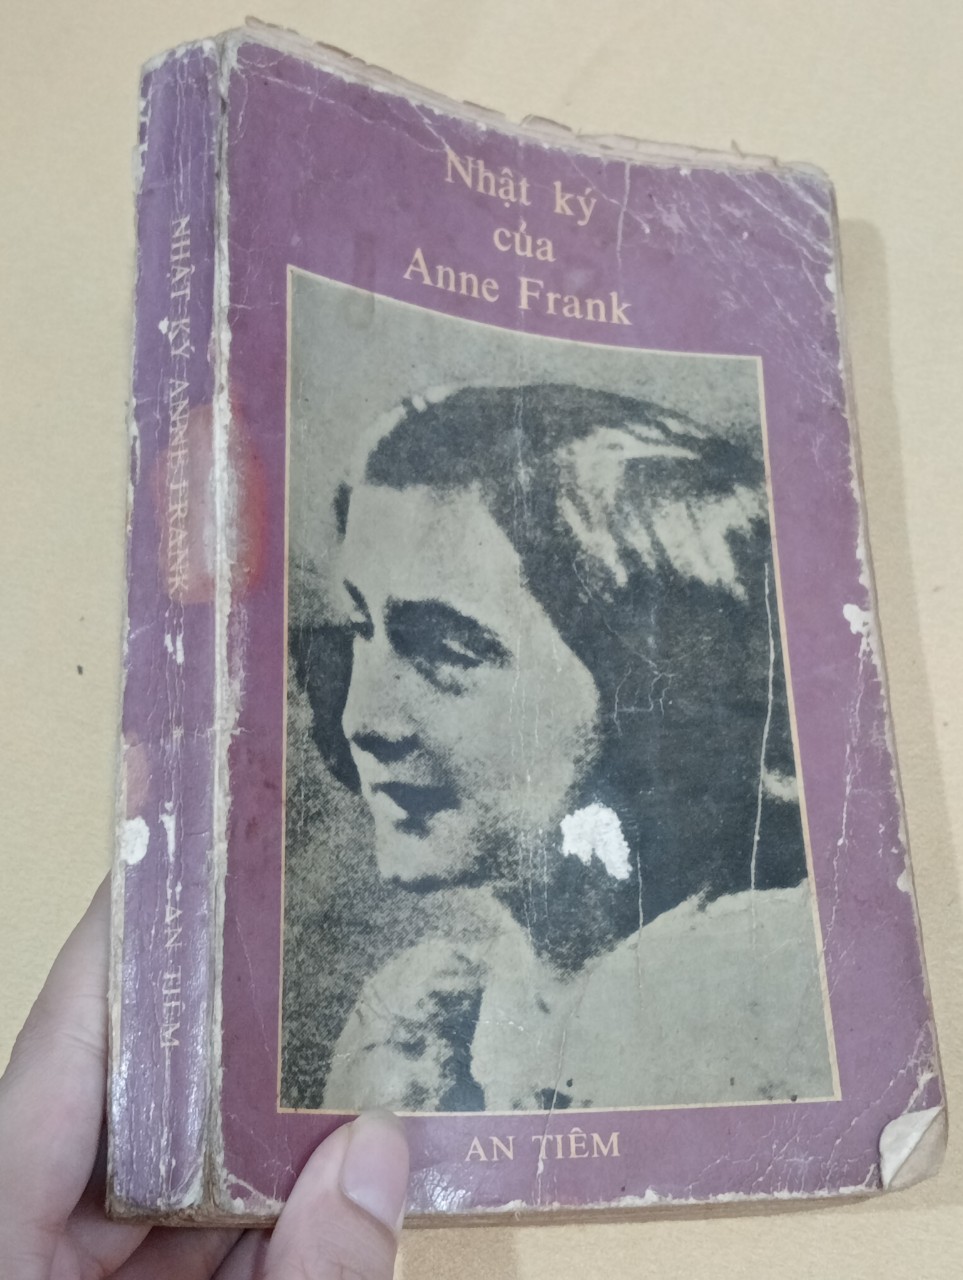 Nhật ký
của
Anne Frank
AN TIÊM
NHẬT KÝ ANNE FRANK
AN TIÊM